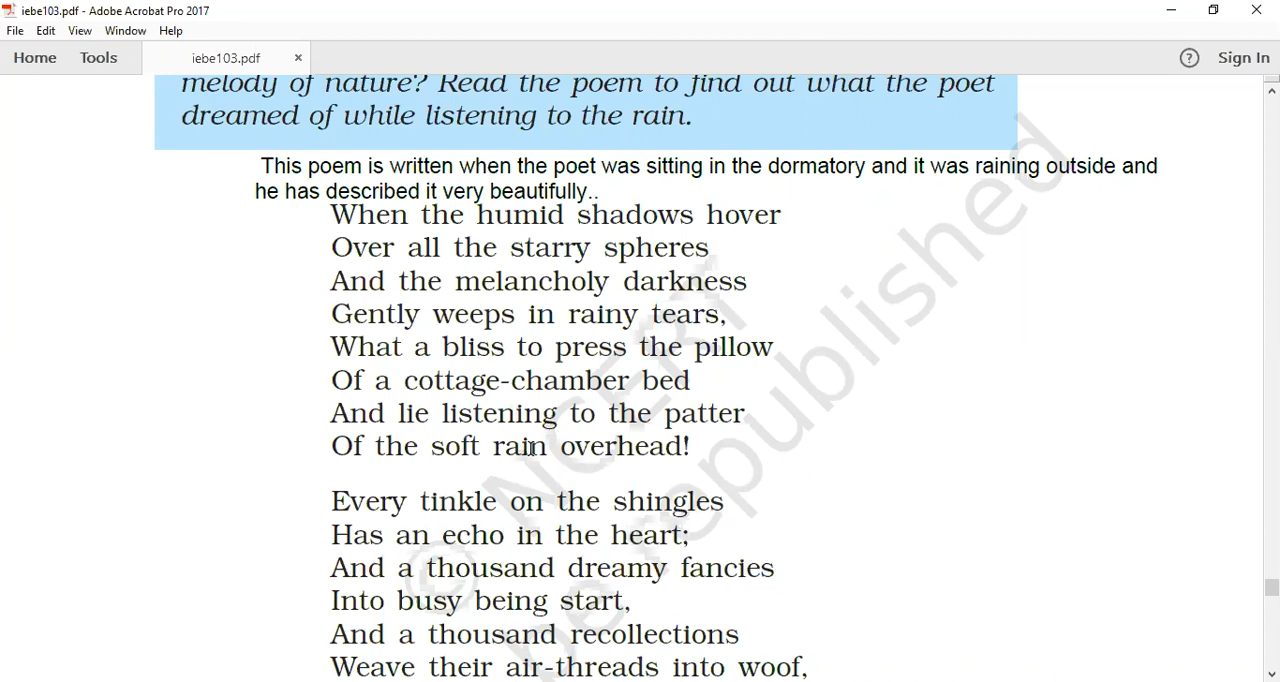 iebe103.pdf - Adobe Acrobat Pro 2017
File Edit View Window Help
Home Tools iebe103.pdf × ? Sign In
melody of nature? Read the poem to find out what the poet
dreamed of while listening to the rain.
This poem is written when the poet was sitting in the dormatory and it was raining outside and
he has described it very beautifully..
When the humid shadows hover
Over all the starry spheres
And the melancholy darkness
Gently weeps in rainy tears,
What a bliss to press the pillow
Of a cottage-chamber bed
And lie listening to the patter
Of the soft rain overhead!
Every tinkle on the shingles
Has an echo in the heart;
And a thousand dreamy fancies
Into busy being start,
And a thousand recollections
Weave their air-threads into woof,
© NCERT
be republished